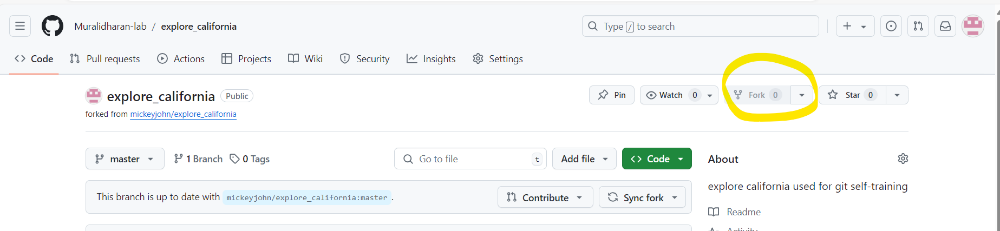 Muralidharan-lab / explore_california
Type / to search
Code Pull requests Actions Projects Wiki Security Insights Settings
explore_california Public
Pin Watch 0 Fork 0 Star 0
forked from mickeyjohn/explore_california
master 1 Branch 0 Tags Go to file t Add file Code
About
This branch is up to date with mickeyjohn/explore_california:master . Contribute Sync fork
explore california used for git self-training
Readme
Activity